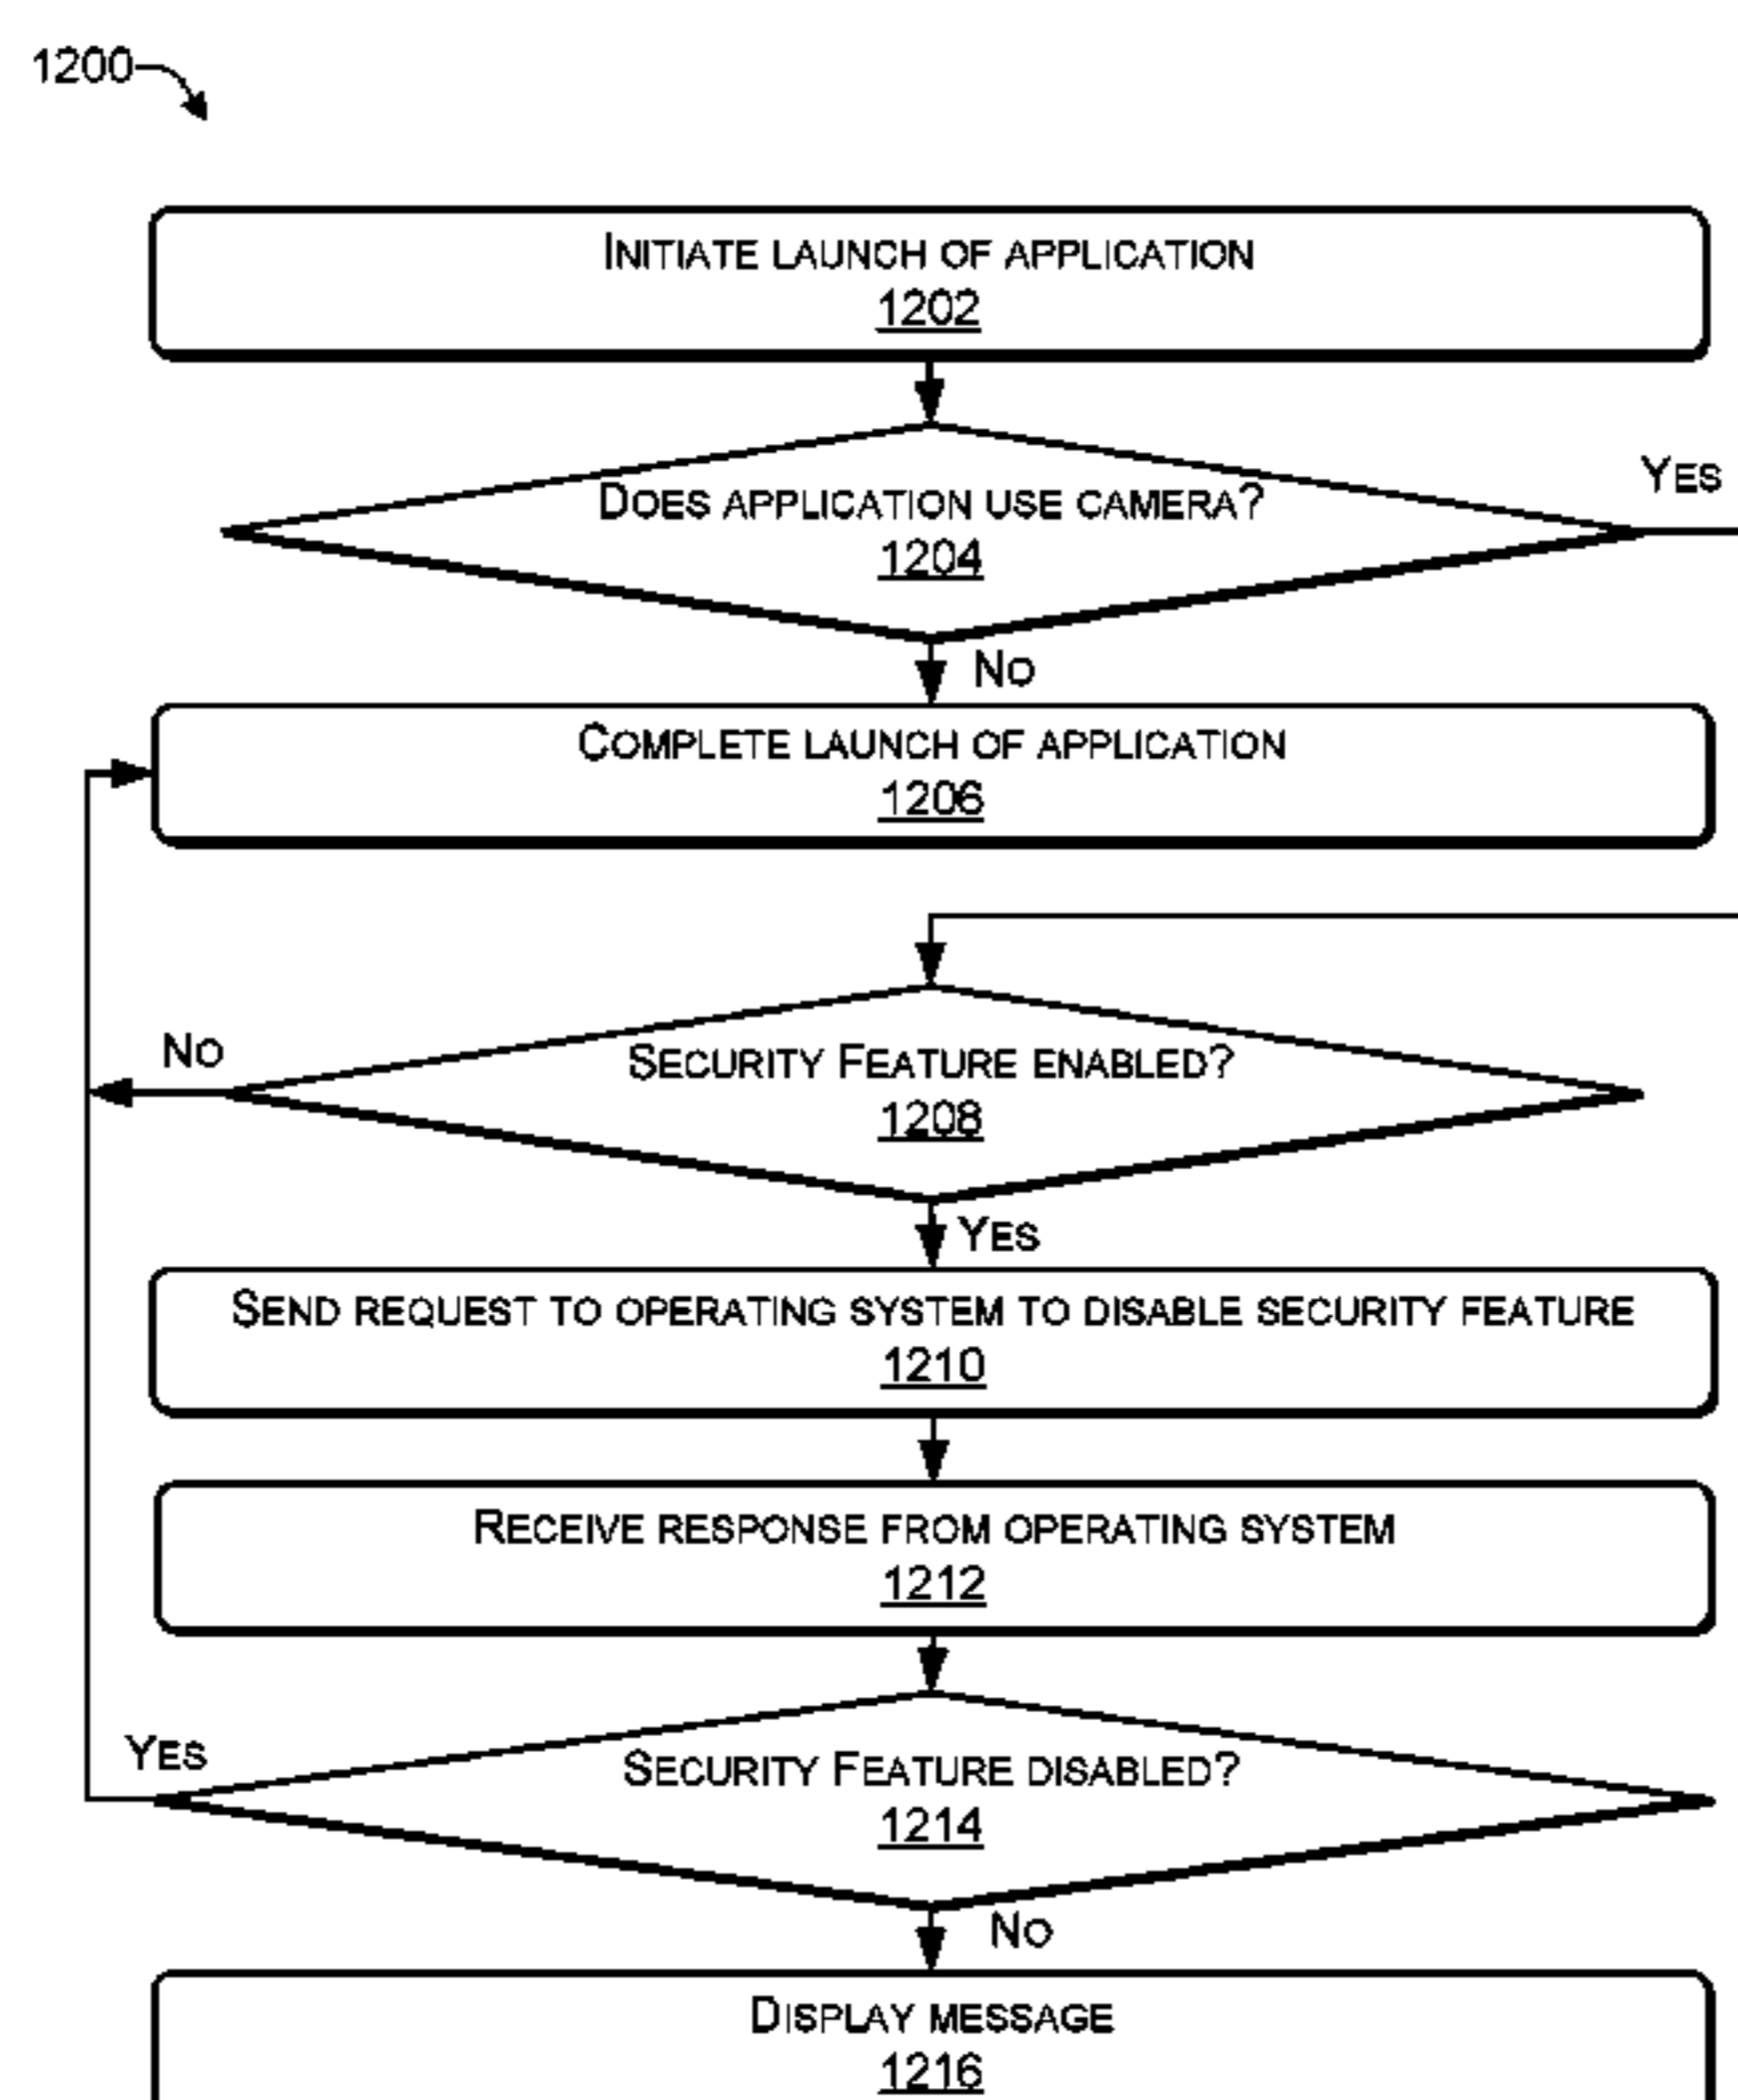 1200
INITIATE LAUNCH OF APPLICATION
1202
DOES APPLICATION USE CAMERA?
1204
YES
NO
COMPLETE LAUNCH OF APPLICATION
1206
SECURITY FEATURE ENABLED?
1208
NO
YES
SEND REQUEST TO OPERATING SYSTEM TO DISABLE SECURITY FEATURE
1210
RECEIVE RESPONSE FROM OPERATING SYSTEM
1212
SECURITY FEATURE DISABLED?
1214
YES
NO
DISPLAY MESSAGE
1216